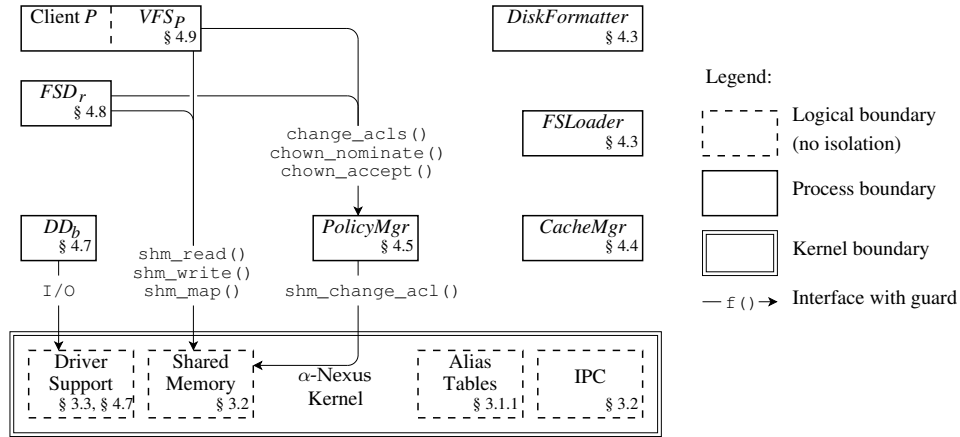 Client P
VFS_P
§ 4.9
DiskFormatter
§ 4.3
FSD_r
§ 4.8
FSLoader
§ 4.3
change_acls()
chown_nominate()
chown_accept()
DD_b
§ 4.7
PolicyMgr
§ 4.5
CacheMgr
§ 4.4
I/O
shm_read()
shm_write()
shm_map()
shm_change_acl()
Driver
Support
§ 3.3, § 4.7
Shared
Memory
§ 3.2
α-Nexus
Kernel
Alias
Tables
§ 3.1.1
IPC
§ 3.2
Legend:
Logical boundary
(no isolation)
Process boundary
Kernel boundary
f()
Interface with guard